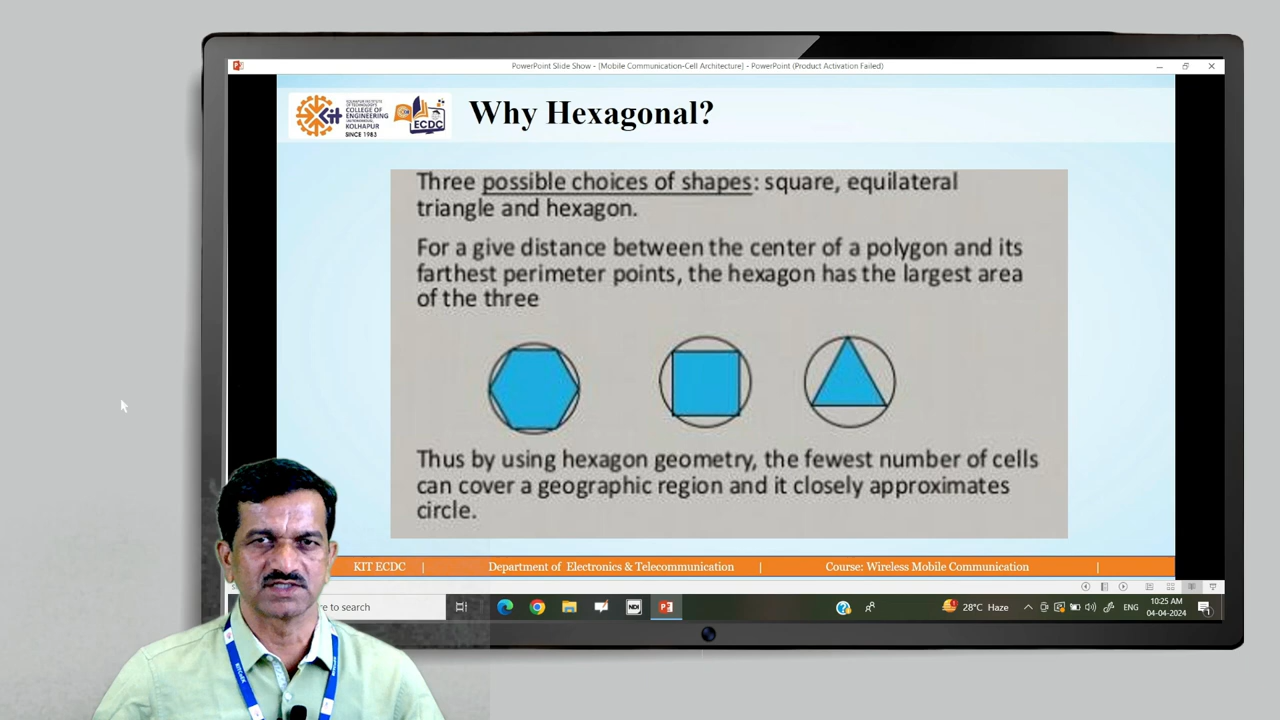 PowerPoint Slide Show - [Mobile Communication-Cell Architecture] - PowerPoint (Product Activation Failed)
Kit
COLLEGE OF
ENGINEERING
KOLHAPUR
SINCE 1983
ECDC
Why Hexagonal?
Three possible choices of shapes: square, equilateral
triangle and hexagon.
For a give distance between the center of a polygon and its
farthest perimeter points, the hexagon has the largest area
of the three
Thus by using hexagon geometry, the fewest number of cells
can cover a geographic region and it closely approximates
circle.
KIT ECDC | Department of Electronics & Telecommunication | Course: Wireless Mobile Communication |
re to search
NDI
28°C Haze
ENG
10:25 AM
04-04-2024
1